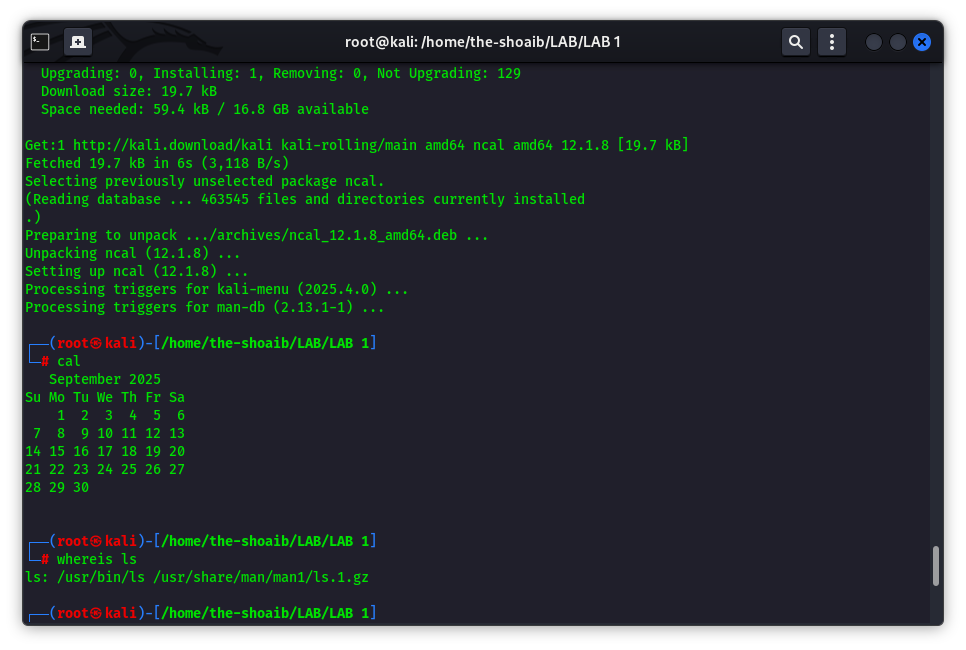 root@kali: /home/the-shoaib/LAB/LAB 1
  Upgrading: 0, Installing: 1, Removing: 0, Not Upgrading: 129
  Download size: 19.7 kB
  Space needed: 59.4 kB / 16.8 GB available

Get:1 http://kali.download/kali kali-rolling/main amd64 ncal amd64 12.1.8 [19.7 kB]
Fetched 19.7 kB in 6s (3,118 B/s)
Selecting previously unselected package ncal.
(Reading database ... 463545 files and directories currently installed
.)
Preparing to unpack .../archives/ncal_12.1.8_amd64.deb ...
Unpacking ncal (12.1.8) ...
Setting up ncal (12.1.8) ...
Processing triggers for kali-menu (2025.4.0) ...
Processing triggers for man-db (2.13.1-1) ...

┌──(root㉿kali)-[/home/the-shoaib/LAB/LAB 1]
└─# cal
   September 2025
Su Mo Tu We Th Fr Sa
    1  2  3  4  5  6
 7  8  9 10 11 12 13
14 15 16 17 18 19 20
21 22 23 24 25 26 27
28 29 30

┌──(root㉿kali)-[/home/the-shoaib/LAB/LAB 1]
└─# whereis ls
ls: /usr/bin/ls /usr/share/man/man1/ls.1.gz

┌──(root㉿kali)-[/home/the-shoaib/LAB/LAB 1]